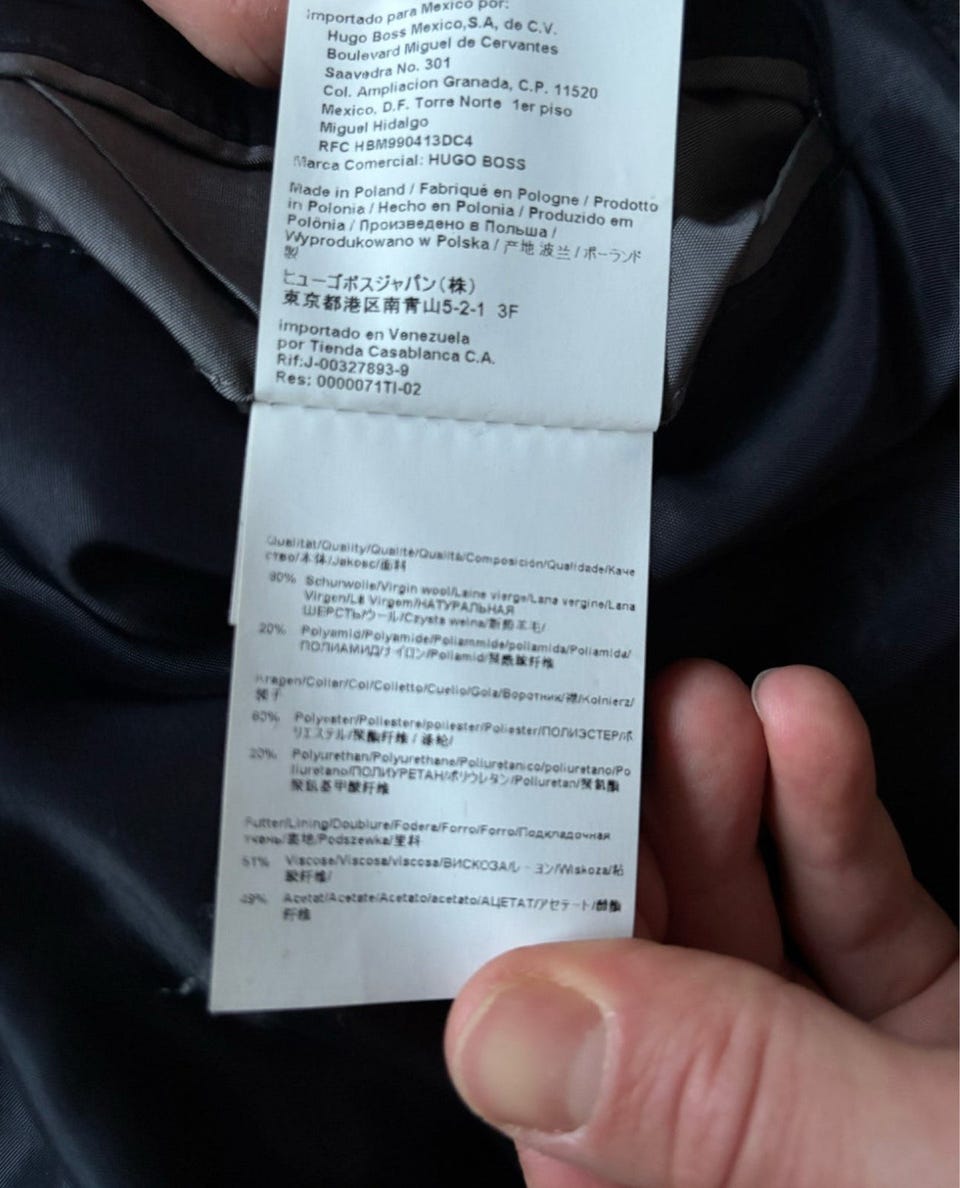 Importado para Mexico por:
Hugo Boss Mexico,S.A, de C.V.
Boulevard Miguel de Cervantes
Saavedra No. 301
Col. Ampliacion Granada, C.P. 11520
Mexico. D.F. Torre Norte 1er piso
Miguel Hidalgo
RFC HBM990413DC4
Marca Comercial: HUGO BOSS
Made in Poland / Fabriqué en Pologne / Prodotto
in Polonia / Hecho en Polonia / Produzido em
Polônia / Произведено в Польша /
Wyprodukowano w Polska / 产地 波兰 / ポーランド
製
ヒューゴボスジャパン(株)
東京都港区南青山5-2-1 3F
importado en Venezuela
por Tienda Casablanca C.A.
Rif:J-00327893-9
Res: 0000071TI-02
Qualität/Quality/Qualité/Qualità/Composición/Qualidade/Каче
ство/本体/Jakosc/面料
80% Schurwolle/Virgin wool/Laine vierge/Lana vergine/Lana
Virgen/Lã Virgem/НАТУРАЛЬНАЯ
ШЕРСТЬ/ウール/Czysta welna/新剪羊毛/
20% Polyamid/Polyamide/Poliammide/poliamida/Poliamida/
ПОЛИАМИД/ナイロン/Poliamid/聚酰胺纤维
Kragen/Collar/Col/Colletto/Cuello/Gola/Воротник/襟/Kolnierz/
领子
80% Polyester/Poliestere/poliester/Poliester/ПОЛИЭСТЕР/ポ
リエステル/聚酯纤维 / 涤纶/
20% Polyurethan/Polyurethane/Poliuretanico/poliuretano/Po
liuretano/ПОЛИУРЕТАН/ポリウレタン/Poliuretan/聚氨酯
聚氨基甲酸纤维
Futter/Lining/Doublure/Fodera/Forro/Forro/Подкладочная
ткань/裏地/Podszewka/里料
51% Viscose/Viscosa/viscosa/ВИСКОЗА/レーヨン/Wiskoza/粘
胶纤维/
49% Acetat/Acetate/Acetato/acetato/АЦЕТАТ/アセテート/醋酯
纤维